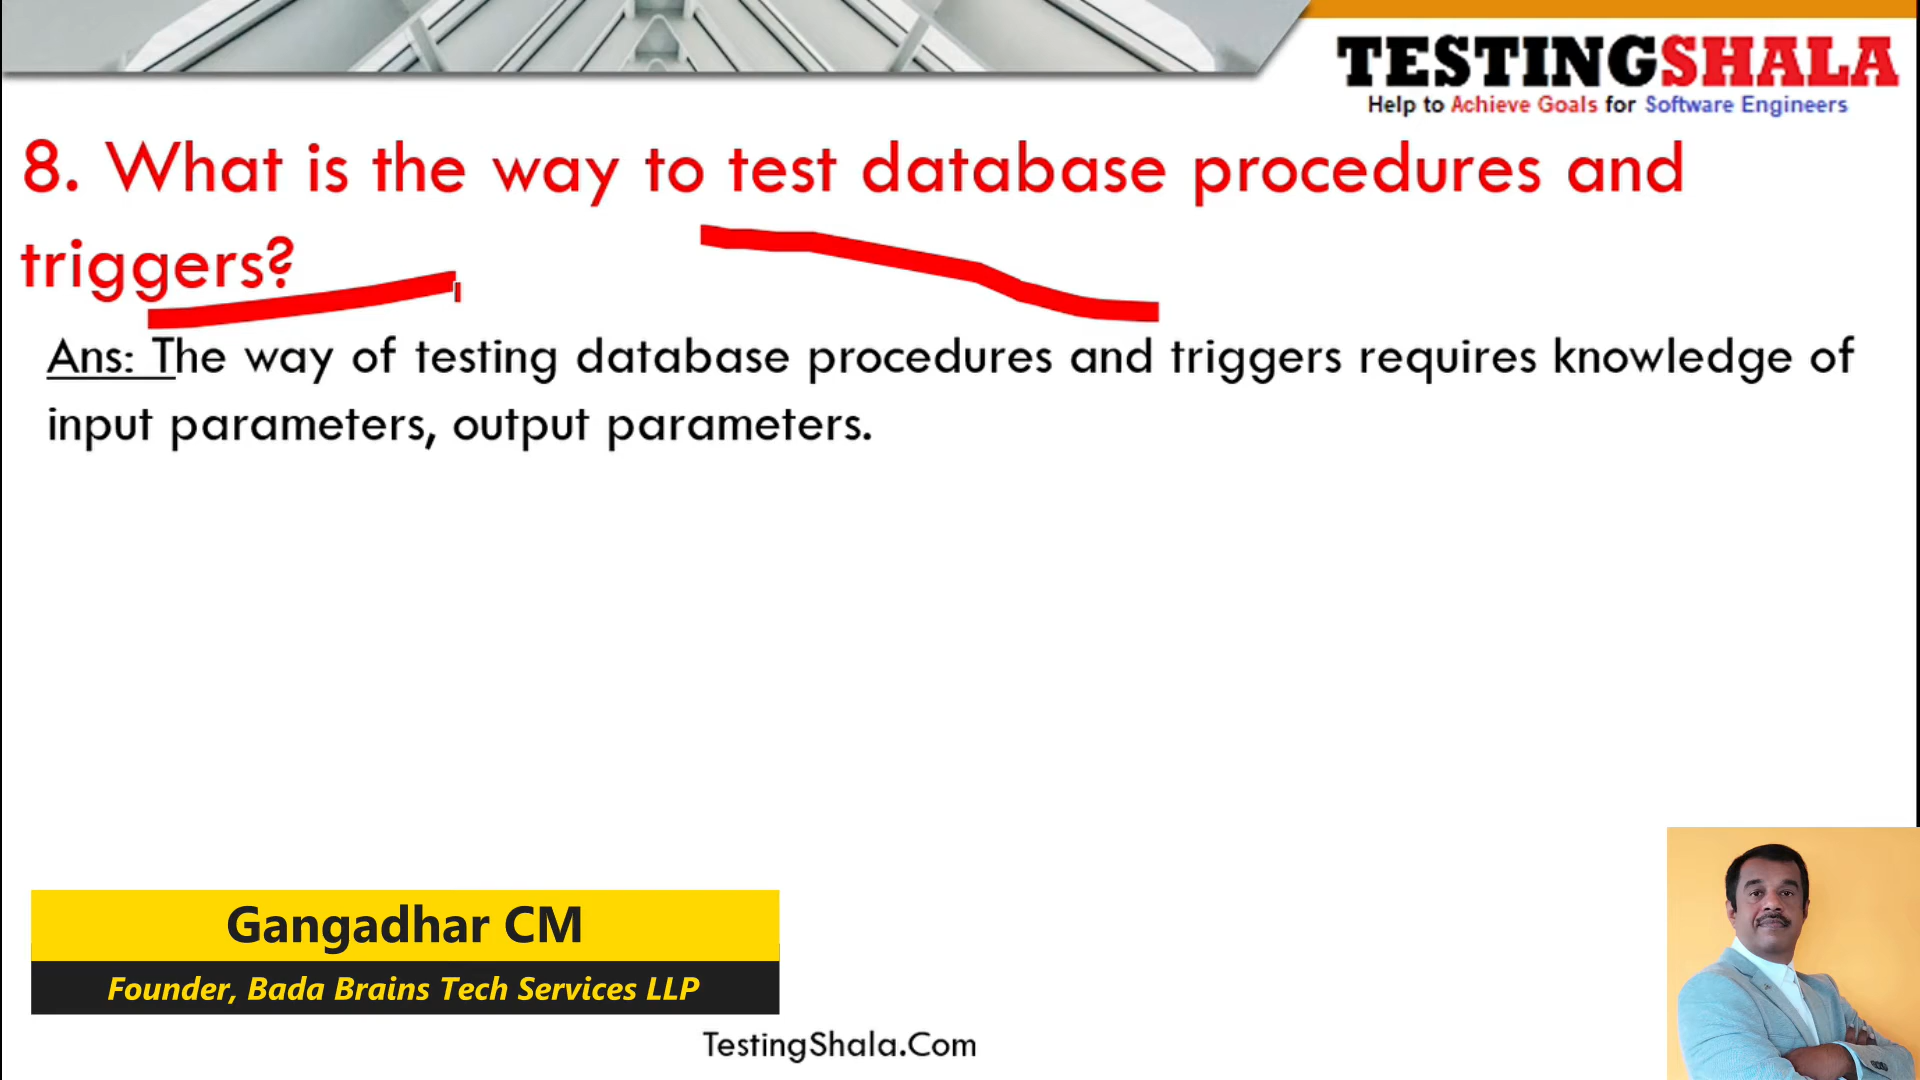 TESTINGSHALA
Help to Achieve Goals for Software Engineers
8. What is the way to test database procedures and
triggers?
Ans: The way of testing database procedures and triggers requires knowledge of
input parameters, output parameters.
Gangadhar CM
Founder, Bada Brains Tech Services LLP
TestingShala.Com